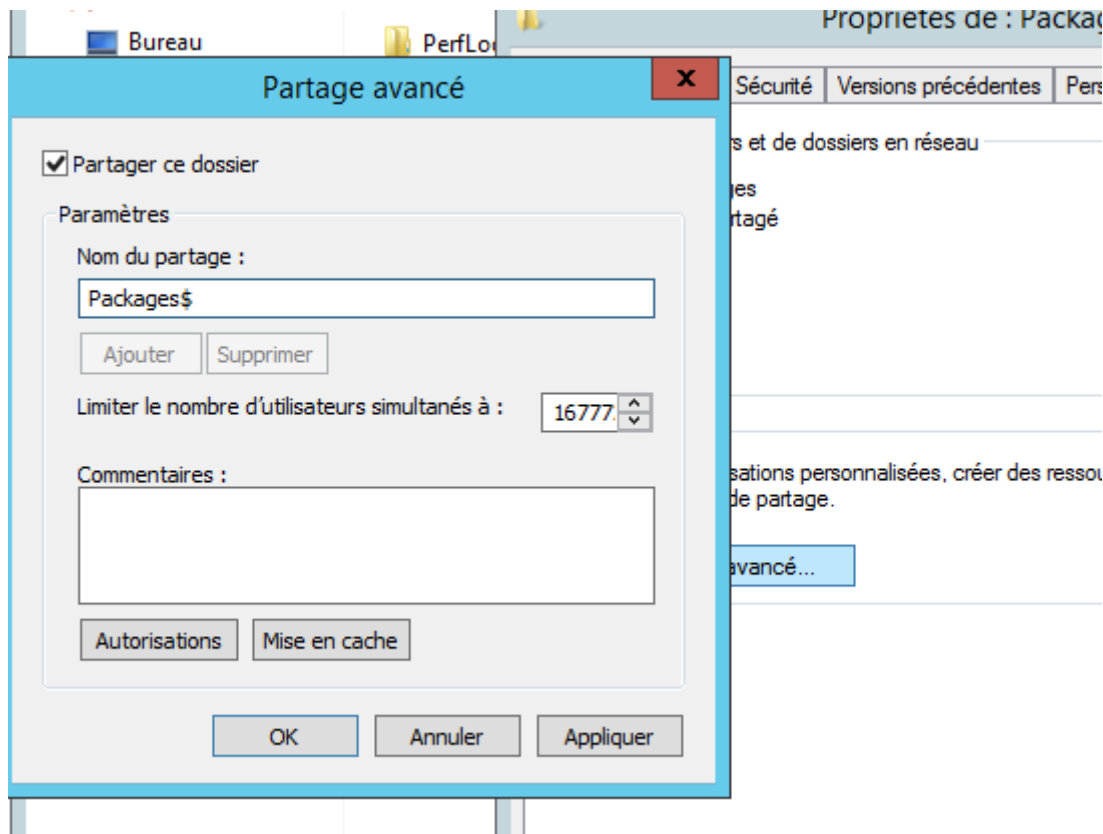 Propriétés de : Packag
Bureau
PerfLo
Partage avancé
x
Sécurité
Versions précédentes
Pers
Partager ce dossier
rs et de dossiers en réseau
ges
rtagé
Paramètres
Nom du partage :
Packages$
Ajouter
Supprimer
Limiter le nombre d'utilisateurs simultanés à :
16777
Commentaires :
sations personnalisées, créer des ressou
de partage.
avancé...
Autorisations
Mise en cache
OK
Annuler
Appliquer